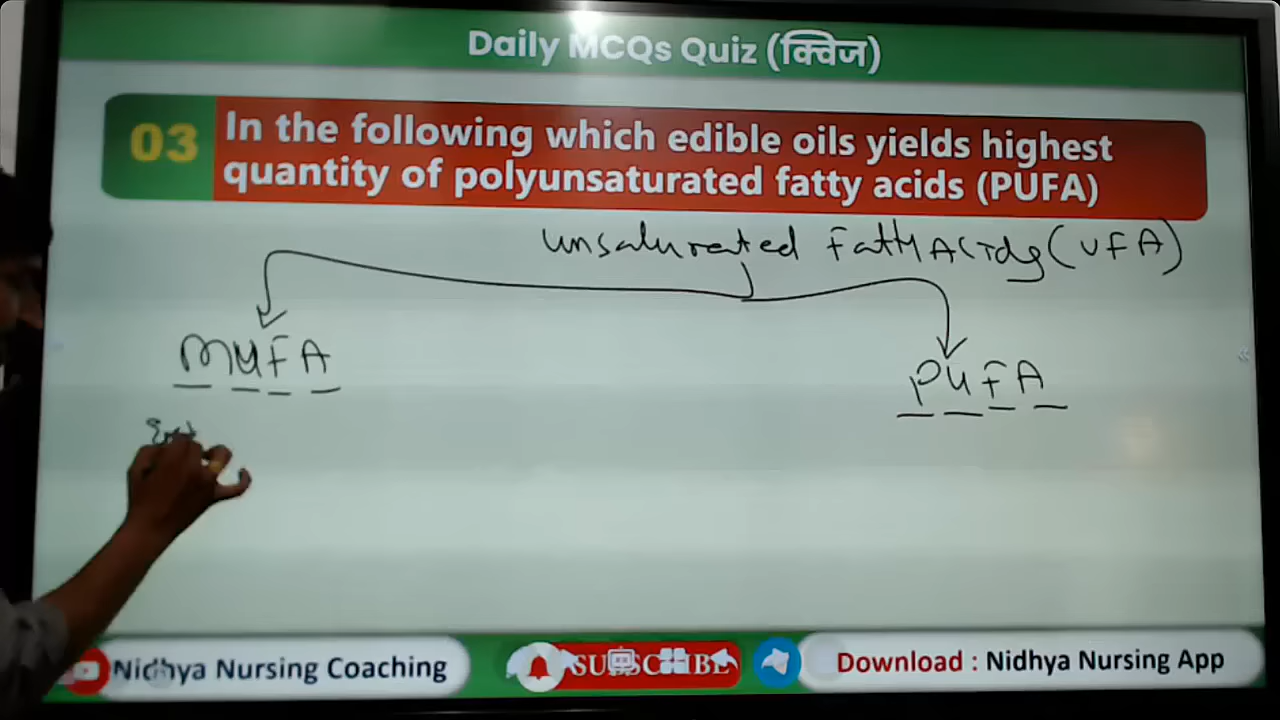 Daily MCQs Quiz (क्विज)
03 In the following which edible oils yields highest
quantity of polyunsaturated fatty acids (PUFA)
unsaturated Fatty Acids (UFA)
MUFA
PUFA
Nidhya Nursing Coaching
SUBSCRIBE
Download : Nidhya Nursing App